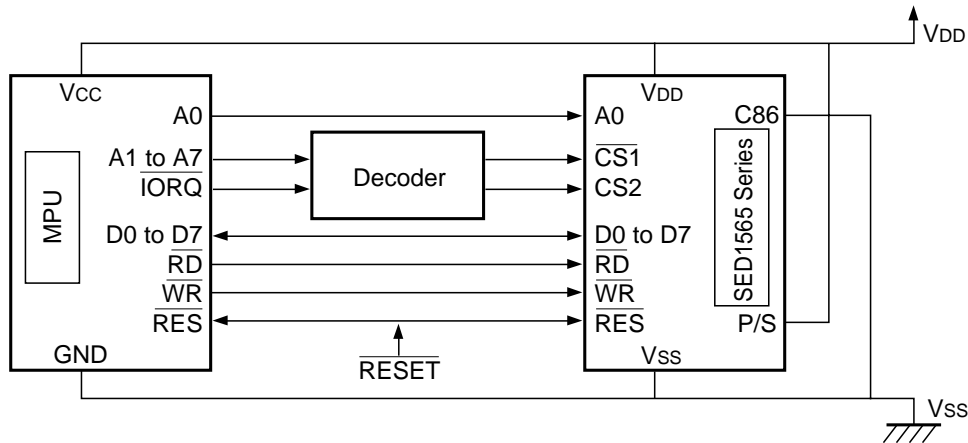 VDD
VCC
A0
A1 to A7
IORQ
D0 to D7
RD
WR
RES
GND
MPU
Decoder
RESET
VDD
A0
CS1
CS2
D0 to D7
RD
WR
RES
VSS
C86
P/S
SED1565 Series
VSS